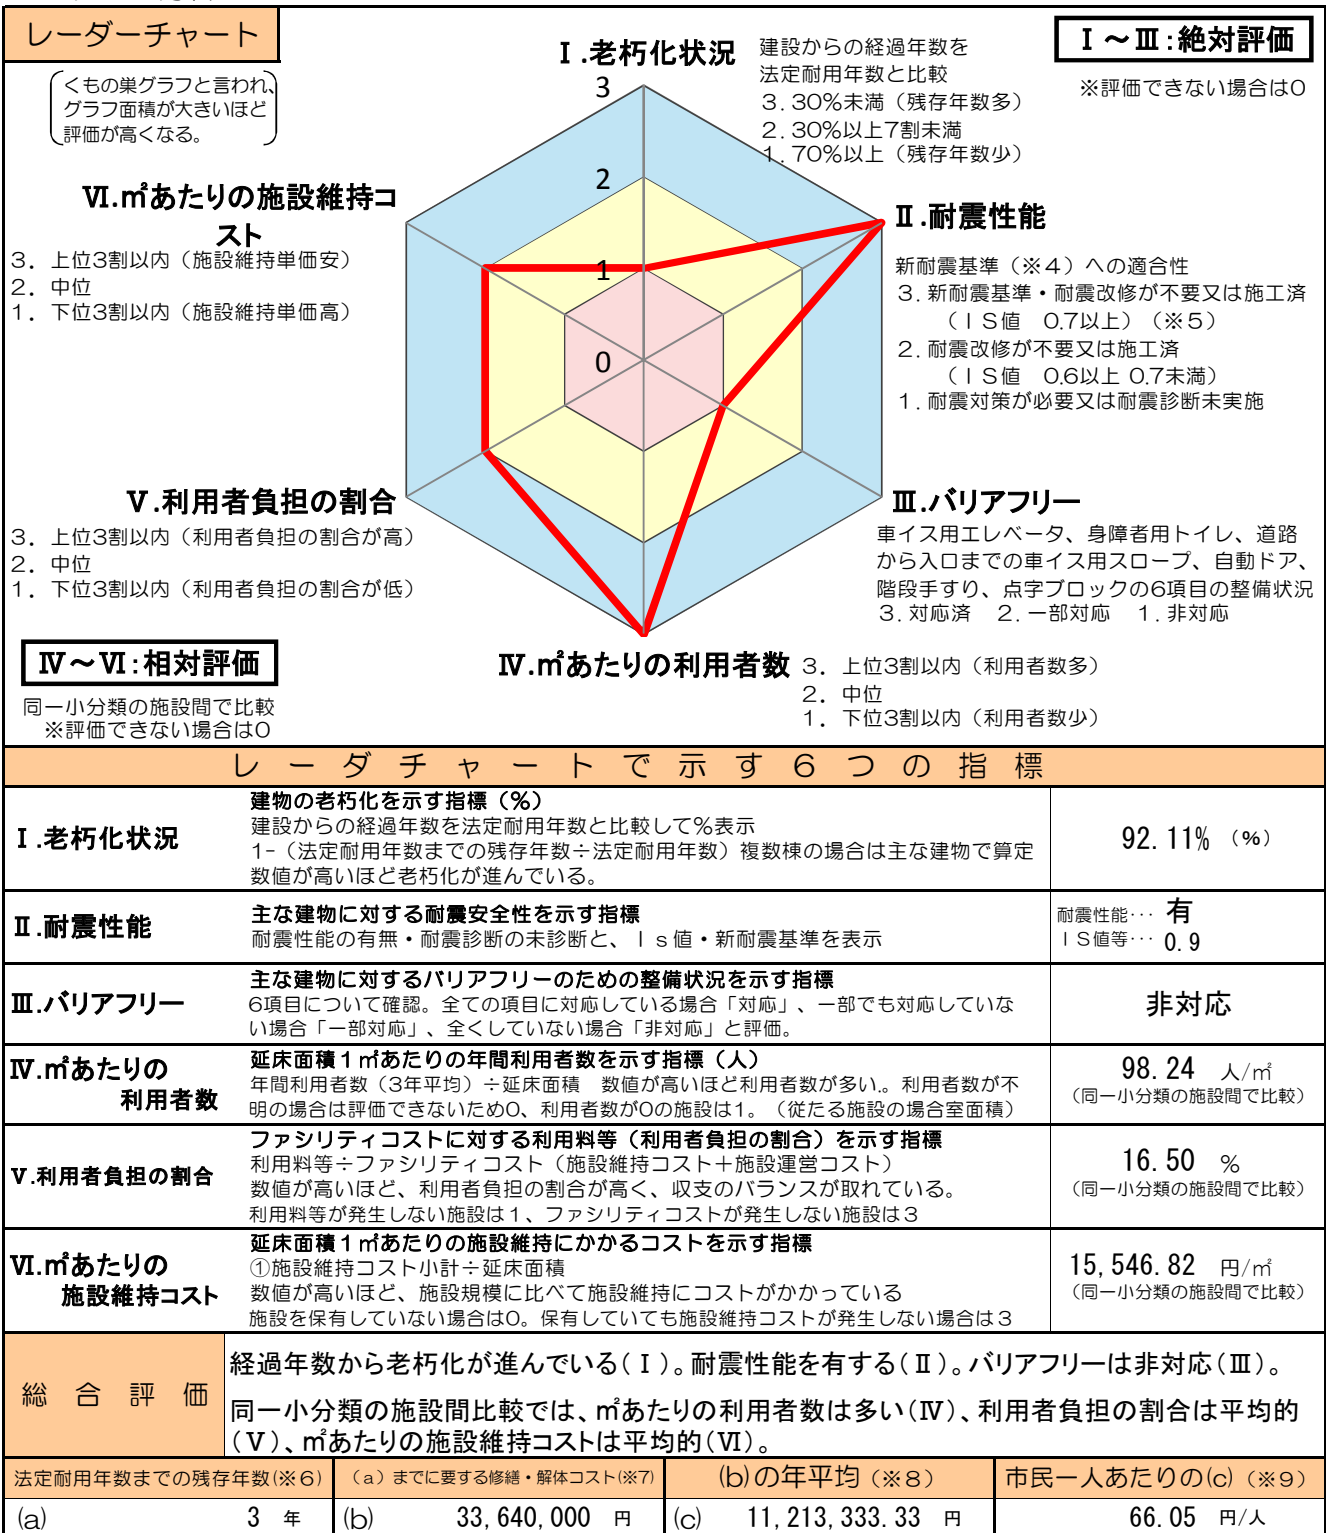 レーダーチャート
くもの巣グラフと言われ、
グラフ面積が大きいほど
評価が高くなる。
Ⅰ～Ⅲ:絶対評価
※評価できない場合は0
Ⅰ.老朽化状況
建設からの経過年数を
法定耐用年数と比較
3.30%未満（残存年数多）
2.30%以上7割未満
1.70%以上（残存年数少）
3
2
1
0
Ⅱ.耐震性能
新耐震基準（※4）への適合性
3.新耐震基準・耐震改修が不要又は施工済
（ＩＳ値　0.7以上）（※5）
2.耐震改修が不要又は施工済
（ＩＳ値　0.6以上 0.7未満）
1.耐震対策が必要又は耐震診断未実施
Ⅲ.バリアフリー
車イス用エレベータ、身障者用トイレ、道路
から入口までの車イス用スロープ、自動ドア、
階段手すり、点字ブロックの6項目の整備状況
3.対応済　2.一部対応　1.非対応
Ⅳ.㎡あたりの利用者数
3．上位3割以内（利用者数多）
2．中位
1．下位3割以内（利用者数少）
Ⅴ.利用者負担の割合
3．上位3割以内（利用者負担の割合が高）
2．中位
1．下位3割以内（利用者負担の割合が低）
Ⅵ.㎡あたりの施設維持コ
スト
3．上位3割以内（施設維持単価安）
2．中位
1．下位3割以内（施設維持単価高）
Ⅳ～Ⅵ:相対評価
同一小分類の施設間で比較
※評価できない場合は0
レーダチャートで示す6つの指標
Ⅰ.老朽化状況
建物の老朽化を示す指標（%）
建設からの経過年数を法定耐用年数と比較して%表示
1-（法定耐用年数までの残存年数÷法定耐用年数）複数棟の場合は主な建物で算定
数値が高いほど老朽化が進んでいる。
92.11% （%）
Ⅱ.耐震性能
主な建物に対する耐震安全性を示す指標
耐震性能の有無・耐震診断の未診断と、Ｉｓ値・新耐震基準を表示
耐震性能… 有
ＩＳ値等… 0.9
Ⅲ.バリアフリー
主な建物に対するバリアフリーのための整備状況を示す指標
6項目について確認。全ての項目に対応している場合「対応」、一部でも対応していな
い場合「一部対応」、全くしていない場合「非対応」と評価。
非対応
Ⅳ.㎡あたりの
利用者数
延床面積１㎡あたりの年間利用者数を示す指標（人）
年間利用者数（3年平均）÷延床面積　数値が高いほど利用者数が多い。利用者数が不
明の場合は評価できないため0、利用者数が0の施設は1。（従たる施設の場合室面積）
98.24 人/㎡
（同一小分類の施設間で比較）
Ⅴ.利用者負担の割合
ファシリティコストに対する利用料等（利用者負担の割合）を示す指標
利用料等÷ファシリティコスト（施設維持コスト＋施設運営コスト）
数値が高いほど、利用者負担の割合が高く、収支のバランスが取れている。
利用料等が発生しない施設は１、ファシリティコストが発生しない施設は３
16.50 %
（同一小分類の施設間で比較）
Ⅵ.㎡あたりの
施設維持コスト
延床面積１㎡あたりの施設維持にかかるコストを示す指標
①施設維持コスト小計÷延床面積
数値が高いほど、施設規模に比べて施設維持にコストがかかっている
施設を保有していない場合は0。保有していても施設維持コストが発生しない場合は３
15,546.82 円/㎡
（同一小分類の施設間で比較）
総合評価
経過年数から老朽化が進んでいる(Ⅰ)。耐震性能を有する(Ⅱ)。バリアフリーは非対応(Ⅲ)。
同一小分類の施設間比較では、㎡あたりの利用者数は多い(Ⅳ)、利用者負担の割合は平均的
(Ⅴ)、㎡あたりの施設維持コストは平均的(Ⅵ)。
法定耐用年数までの残存年数(※6)
（a）までに要する修繕・解体コスト(※7)
(b)の年平均（※8）
市民一人あたりの(c)（※9）
(a) 3 年
(b) 33,640,000 円
(c) 11,213,333.33 円
66.05 円/人